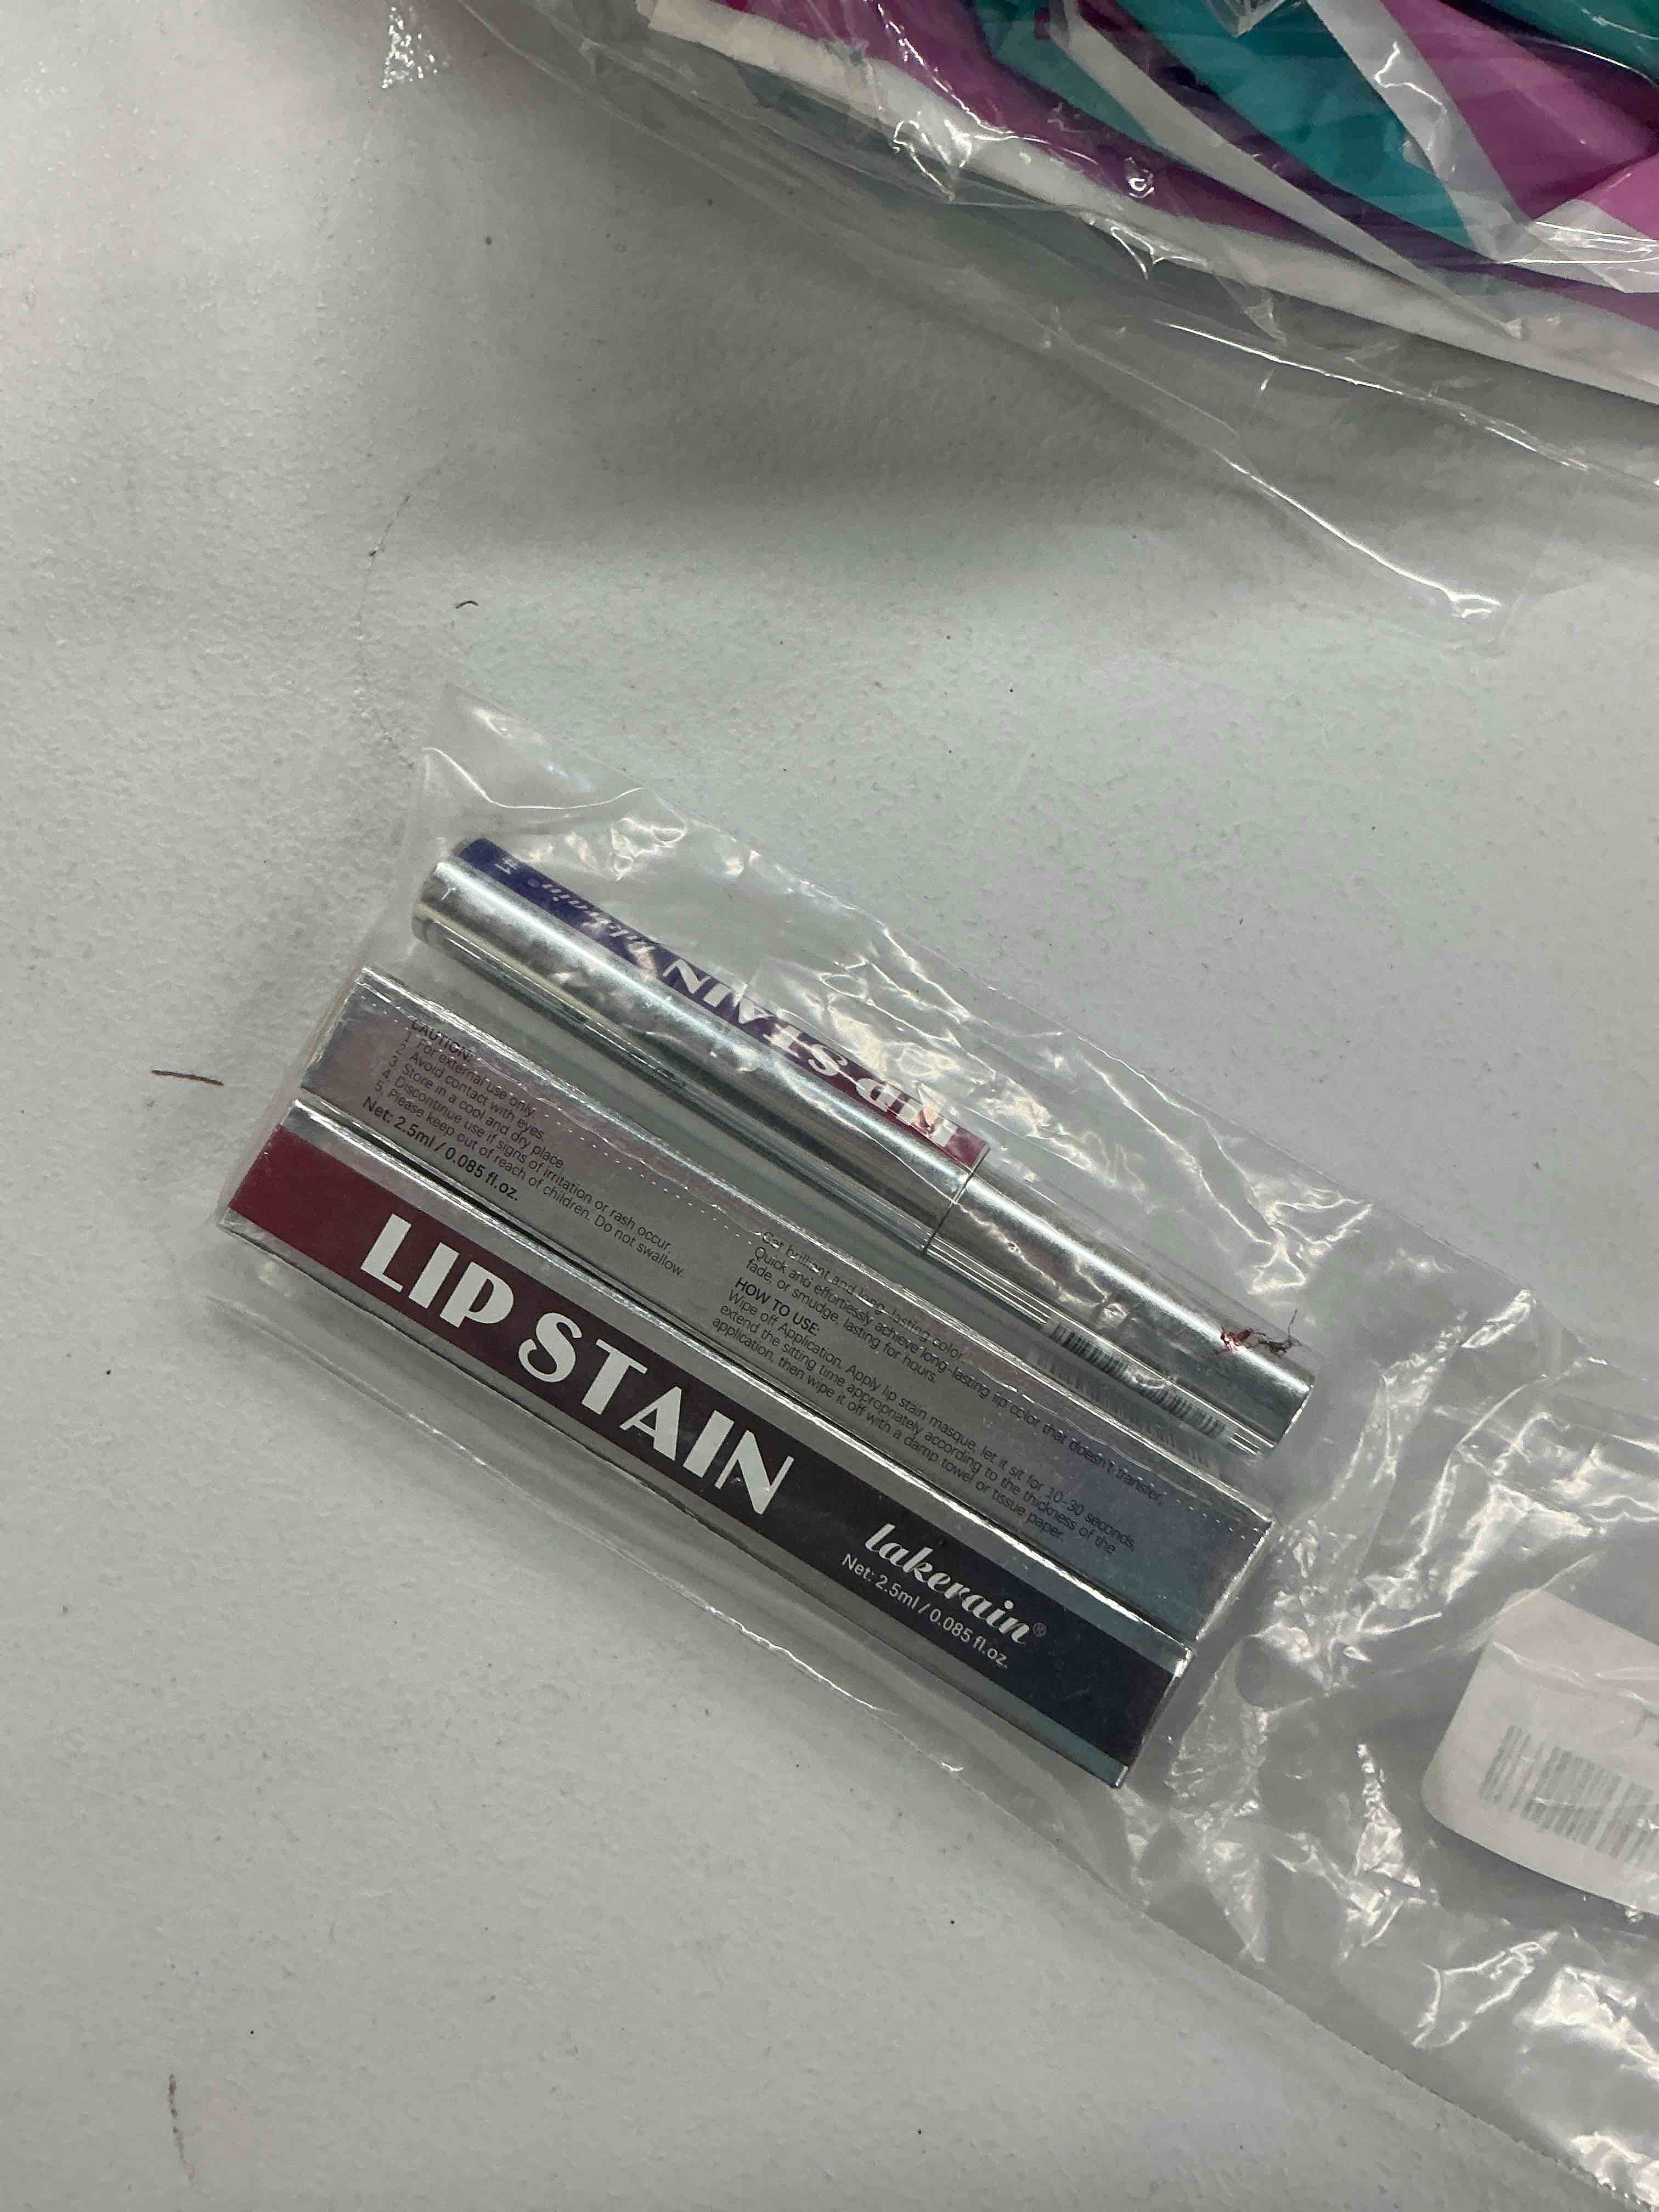 #1
lakerain®
LIP STAIN
CAUTION:
1. For external use only
2. Avoid contact with eyes.
3. Store in a cool and dry place
4. Discontinue use if signs of irritation or rash occur.
5. Please keep out of reach of children. Do not swallow.
Net: 2.5ml / 0.085 fl.oz.
Get brilliant and long-lasting color
Quick and effortlessly achieve long-lasting lip color that doesn't transfer,
fade, or smudge, lasting for hours.
HOW TO USE:
Wipe off Application. Apply lip stain masque, let it sit for 10-30 seconds,
extend the sitting time appropriately according to the thickness of the
application, then wipe it off with a damp towel or tissue paper.
LIP STAIN
lakerain®
Net: 2.5ml / 0.085 fl.oz.